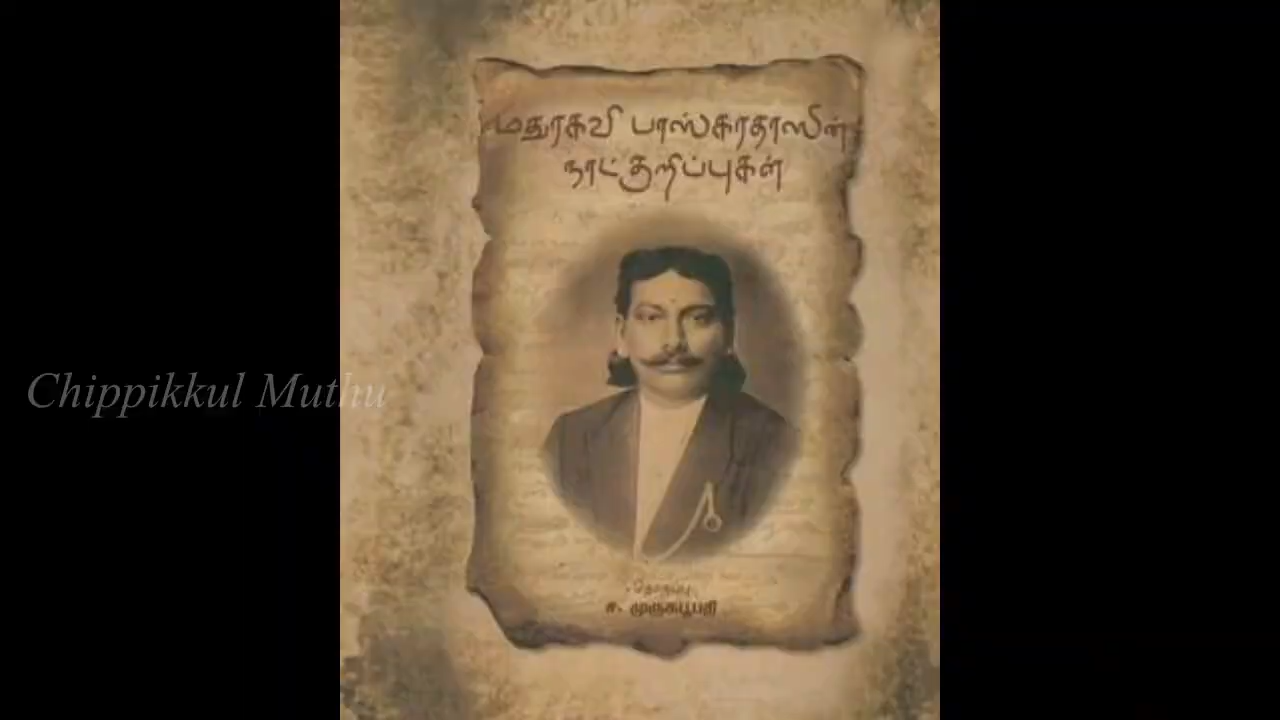 மதுரகவி பாஸ்கரதாஸின்
நாட்குறிப்புகள்
Chippikkul Muthu
தொகுப்பு
ச. முருகபூபதி